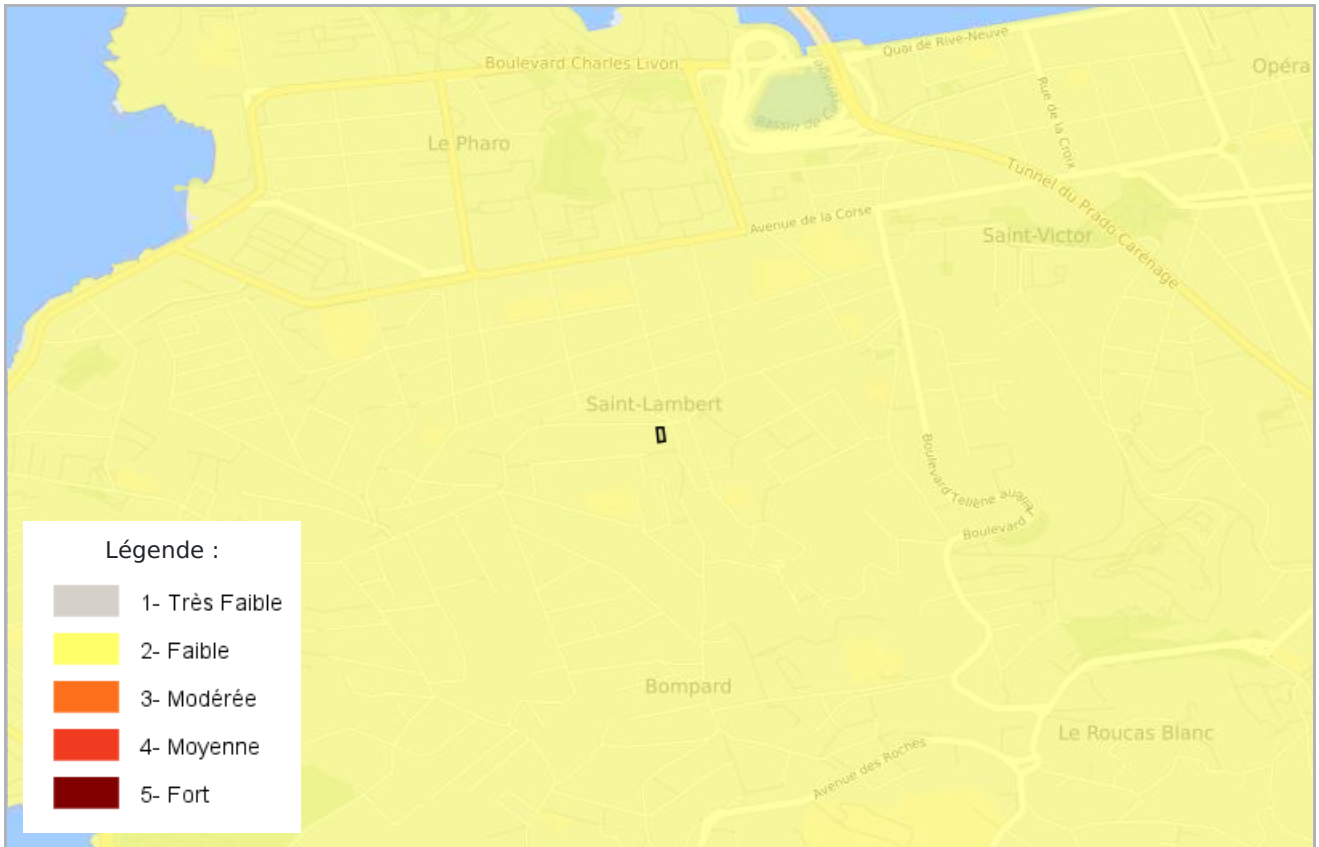 Boulevard Charles Livon
Quai de Rive-Neuve
Opéra
Rue de la Croix
Le Pharo
Bassin de
Tunnel du Prado Carénage
Avenue de la Corse
Saint-Victor
Saint-Lambert
Boulevard Tellène
Boulevard
Bompard
Le Roucas Blanc
Avenue des Roches
Légende :
1- Très Faible
2- Faible
3- Modérée
4- Moyenne
5- Fort